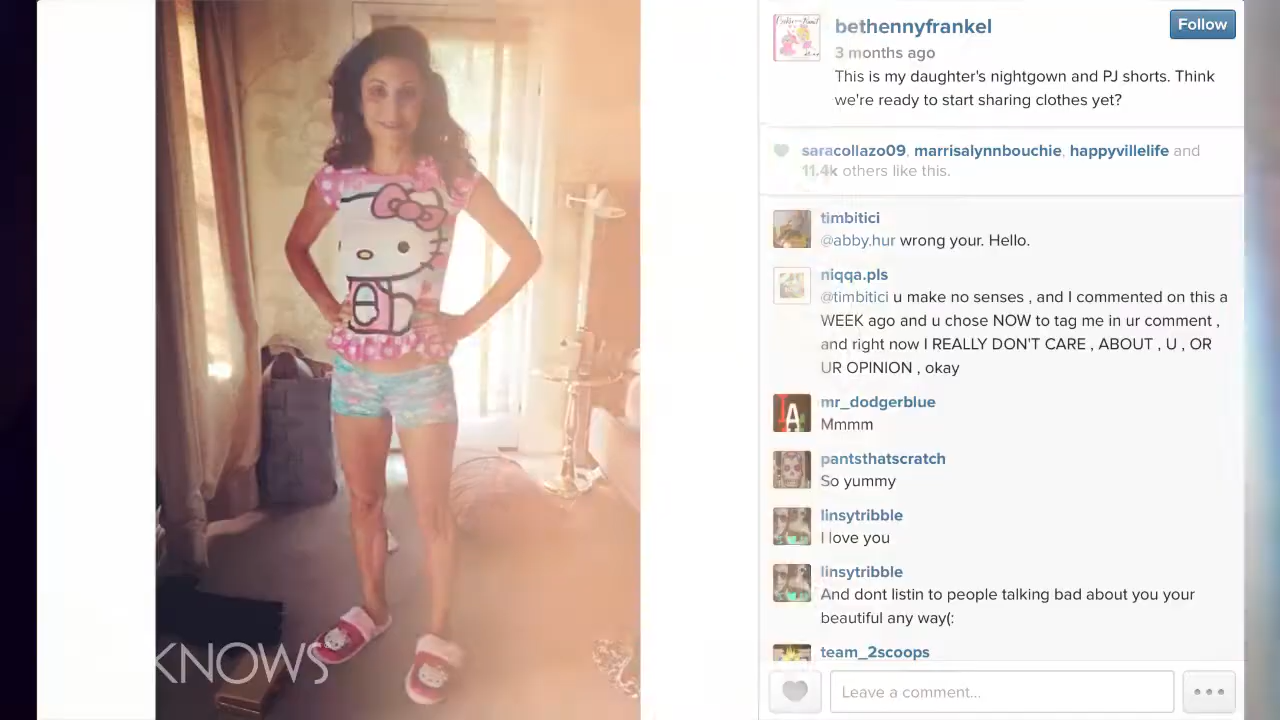 bethennyfrankel
Follow
3 months ago
This is my daughter's nightgown and PJ shorts. Think
we're ready to start sharing clothes yet?
saracollazo09, marrisalynnbouchie, happyvillelife and
11.4k others like this.
timbitici
@abby.hur wrong your. Hello.
niqqa.pls
@timbitici u make no senses , and I commented on this a
WEEK ago and u chose NOW to tag me in ur comment ,
and right now I REALLY DON'T CARE , ABOUT , U , OR
UR OPINION , okay
mr_dodgerblue
Mmmm
pantsthatscratch
So yummy
linsytribble
I love you
linsytribble
And dont listin to people talking bad about you your
beautiful any way(:
team_2scoops
Leave a comment...
KNOWS